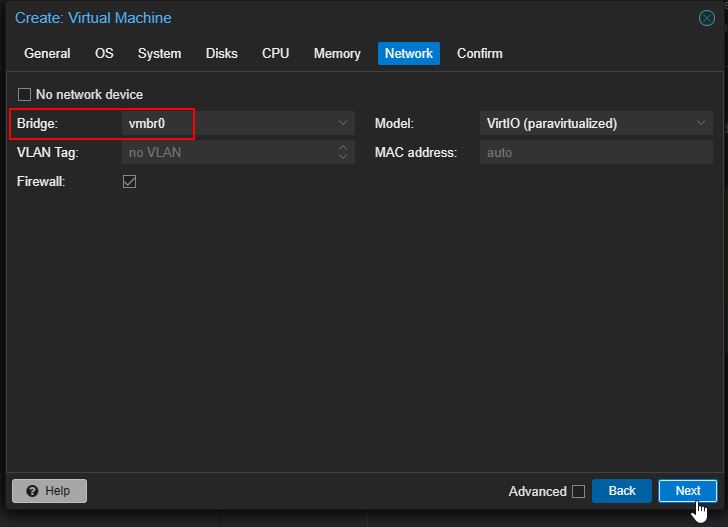 Create: Virtual Machine
General OS System Disks CPU Memory Network Confirm
No network device
Bridge: vmbr0 Model: VirtIO (paravirtualized)
VLAN Tag: no VLAN MAC address: auto
Firewall:
Help Advanced Back Next